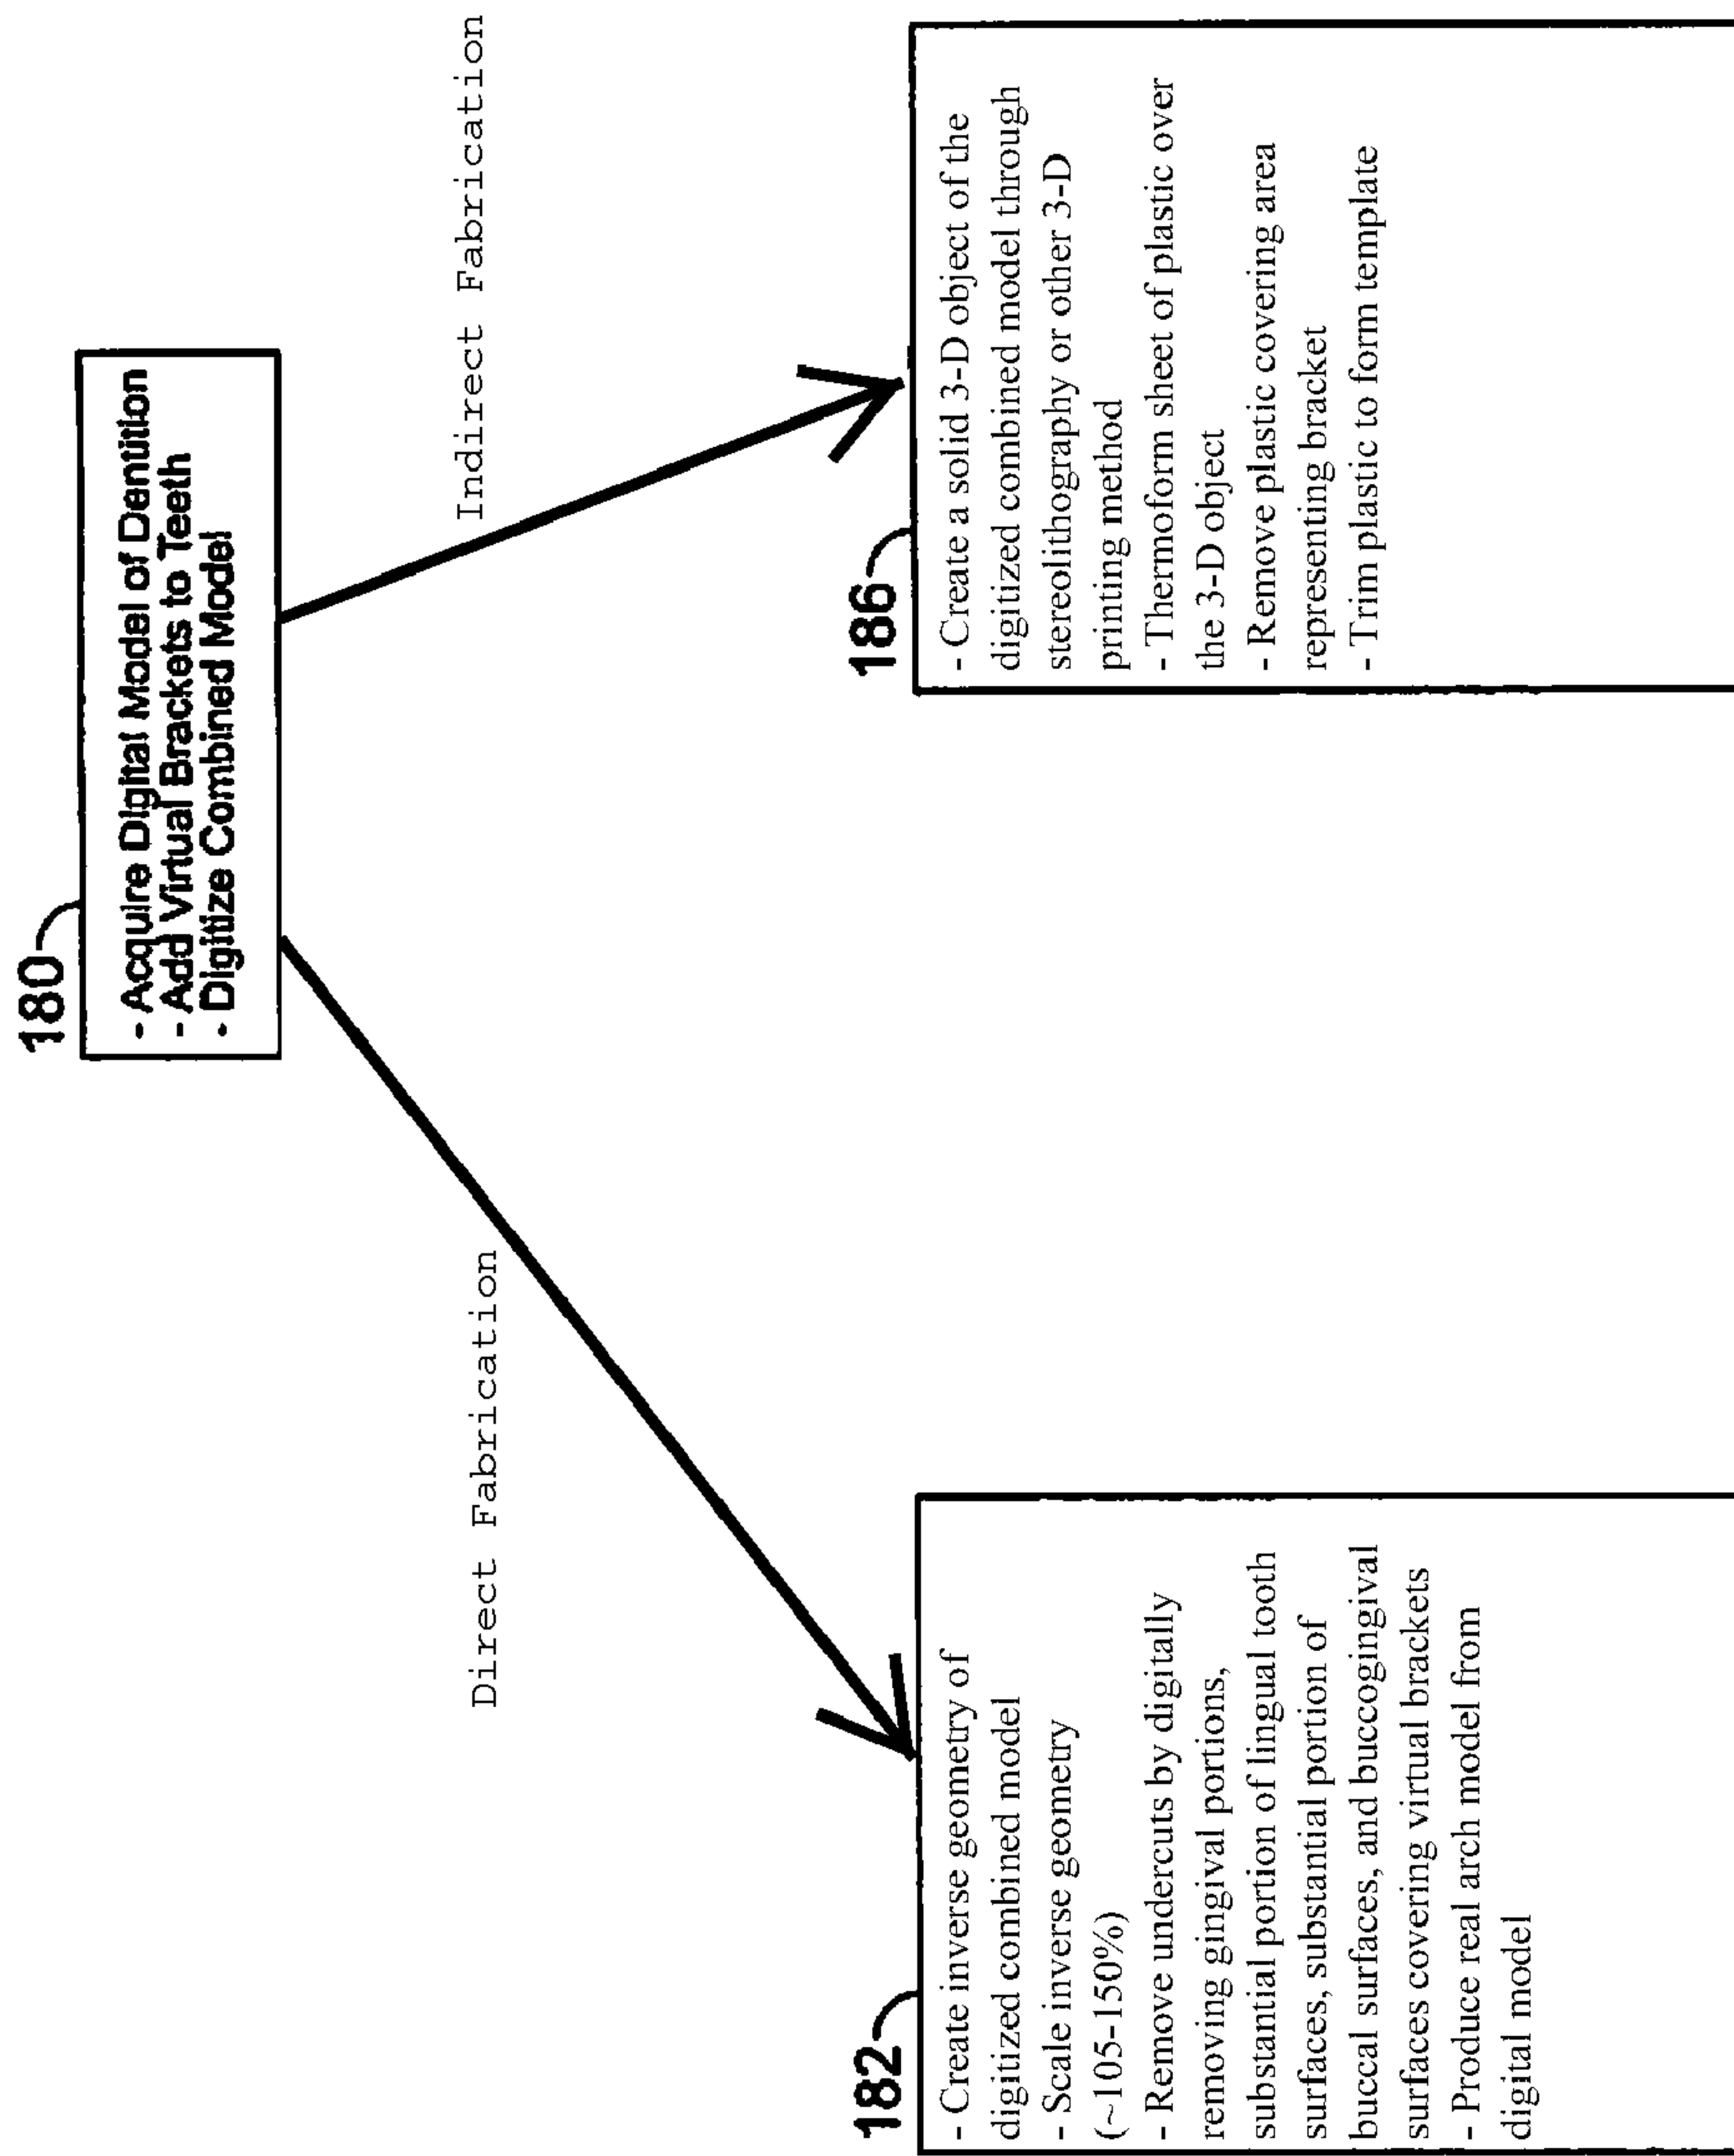 180
- Acquire Digital Model of Dentition
- Add Virtual Brackets to Teeth
- Digitize Combined Model
Direct Fabrication
Indirect Fabrication
182
- Create inverse geometry of
digitized combined model
- Scale inverse geometry
(~105-150%)
- Remove undercuts by digitally
removing gingival portions,
substantial portion of lingual tooth
surfaces, substantial portion of
buccal surfaces, and buccogingival
surfaces covering virtual brackets
- Produce real arch model from
digital model
186
- Create a solid 3-D object of the
digitized combined model through
stereolithography or other 3-D
printing method
- Thermoform sheet of plastic over
the 3-D object
- Remove plastic covering area
representing bracket
- Trim plastic to form template